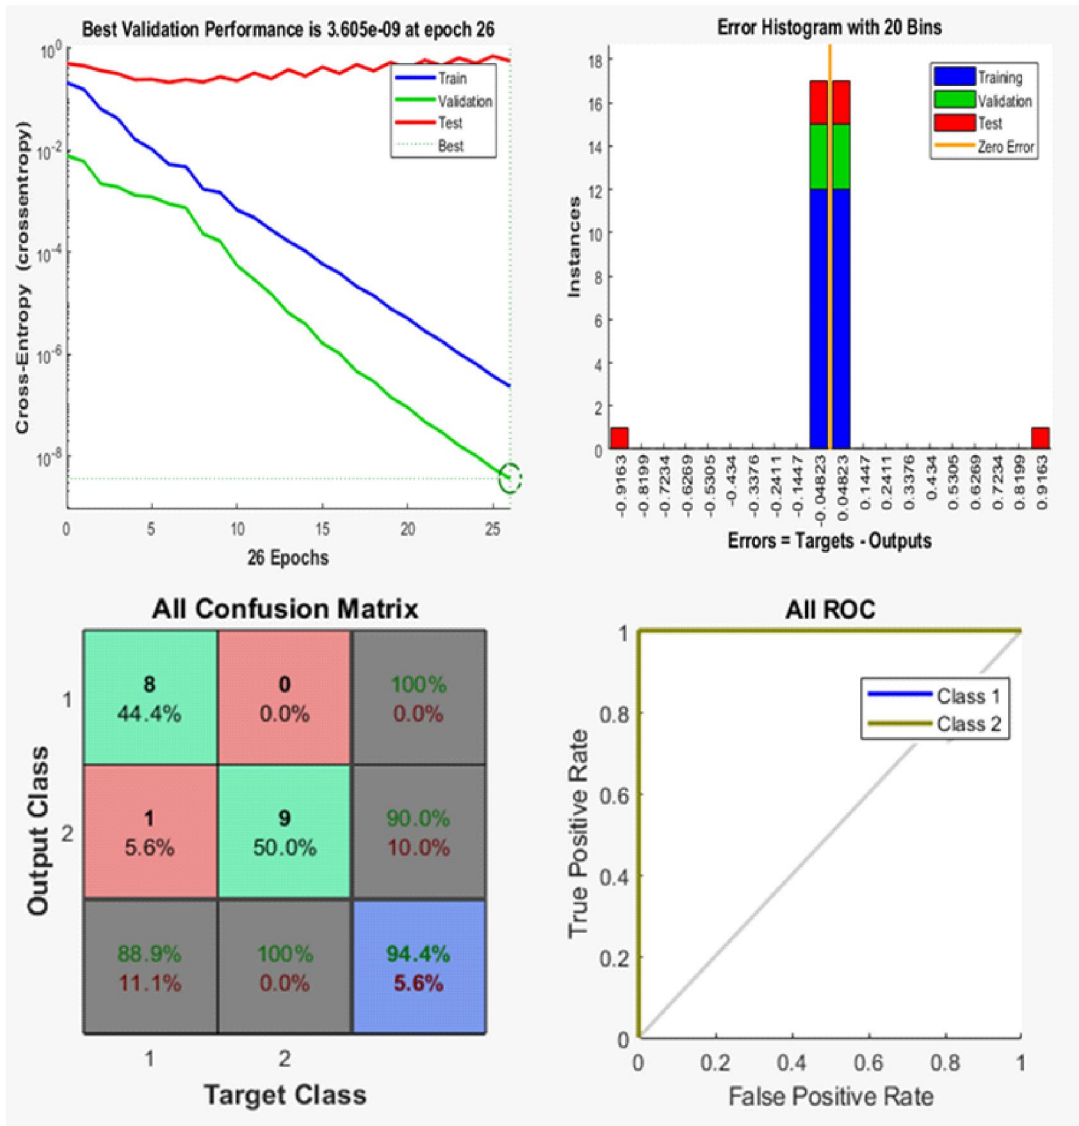 Best Validation Performance is 3.605e-09 at epoch 26
10^0
10^-2
10^-4
10^-6
10^-8
Cross-Entropy (crossentropy)
Train
Validation
Test
Best
0 5 10 15 20 25
26 Epochs
Error Histogram with 20 Bins
18
16
14
12
10
8
6
4
2
0
Instances
Training
Validation
Test
Zero Error
-0.9163
-0.8199
-0.7234
-0.6269
-0.5305
-0.434
-0.3376
-0.2411
-0.1447
-0.04823
0.04823
0.1447
0.2411
0.3376
0.434
0.5305
0.6269
0.7234
0.8199
0.9163
Errors = Targets - Outputs
All Confusion Matrix
Output Class
1
8
44.4%
0
0.0%
100%
0.0%
2
1
5.6%
9
50.0%
90.0%
10.0%
88.9%
11.1%
100%
0.0%
94.4%
5.6%
1 2
Target Class
All ROC
1
0.8
0.6
0.4
0.2
0
True Positive Rate
Class 1
Class 2
0 0.2 0.4 0.6 0.8 1
False Positive Rate